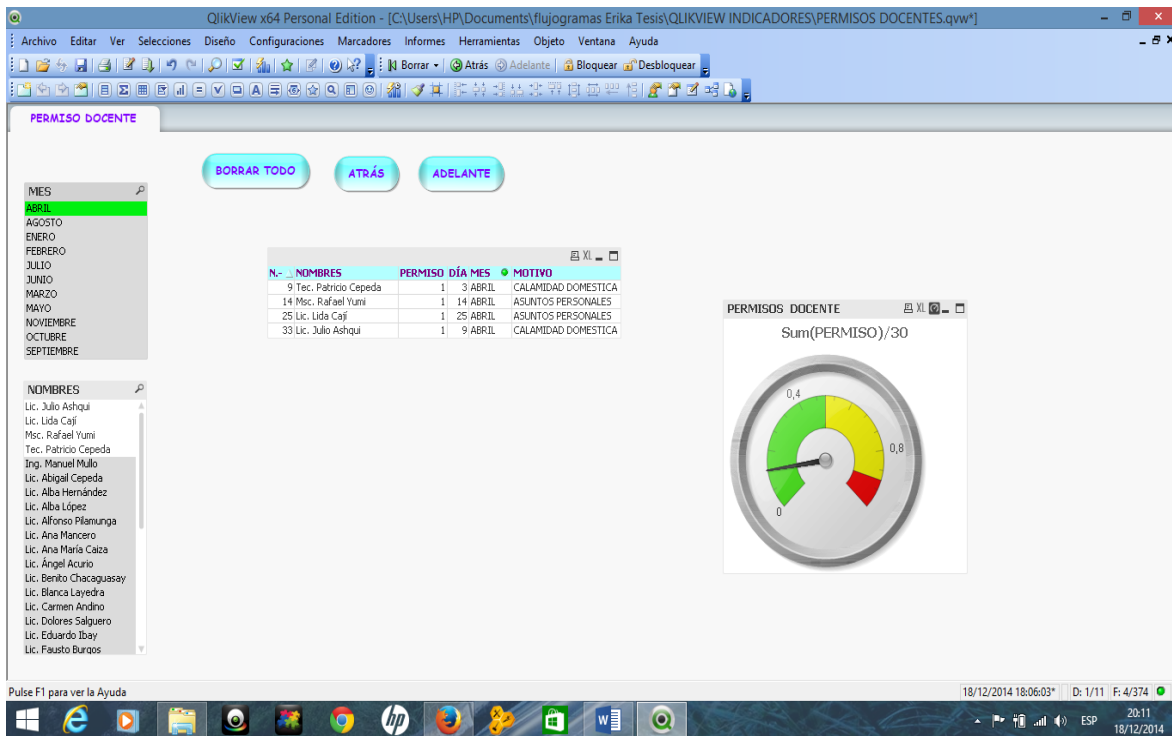 QlikView x64 Personal Edition - [C:\Users\HP\Documents\flujogramas Erika Tesis\QLIKVIEW INDICADORES\PERMISOS DOCENTES.qvw*]
Archivo Editar Ver Selecciones Diseño Configuraciones Marcadores Informes Herramientas Objeto Ventana Ayuda
Borrar Atrás Adelante Bloquear Desbloquear
PERMISO DOCENTE
BORRAR TODO ATRÁS ADELANTE
MES
ABRIL
AGOSTO
ENERO
FEBRERO
JULIO
JUNIO
MARZO
MAYO
NOVIEMBRE
OCTUBRE
SEPTIEMBRE
XL
N.- NOMBRES PERMISO DÍA MES MOTIVO
9 Tec. Patricio Cepeda 1 3 ABRIL CALAMIDAD DOMESTICA
14 Msc. Rafael Yumi 1 14 ABRIL ASUNTOS PERSONALES
25 Lic. Lida Cají 1 25 ABRIL ASUNTOS PERSONALES
33 Lic. Julio Ashqui 1 9 ABRIL CALAMIDAD DOMESTICA
PERMISOS DOCENTE XL
Sum(PERMISO)/30
0,4
0,8
0
NOMBRES
Lic. Julio Ashqui
Lic. Lida Cají
Msc. Rafael Yumi
Tec. Patricio Cepeda
Ing. Manuel Mullo
Lic. Abigail Cepeda
Lic. Alba Hernández
Lic. Alba López
Lic. Alfonso Pilamunga
Lic. Ana Mancero
Lic. Ana María Caiza
Lic. Ángel Acurio
Lic. Benito Chacaguasay
Lic. Blanca Layedra
Lic. Carmen Andino
Lic. Dolores Salguero
Lic. Eduardo Ibay
Lic. Fausto Burgos
Pulse F1 para ver la Ayuda 18/12/2014 18:06:03* D: 1/11 F: 4/374
hp ESP 20:11
18/12/2014